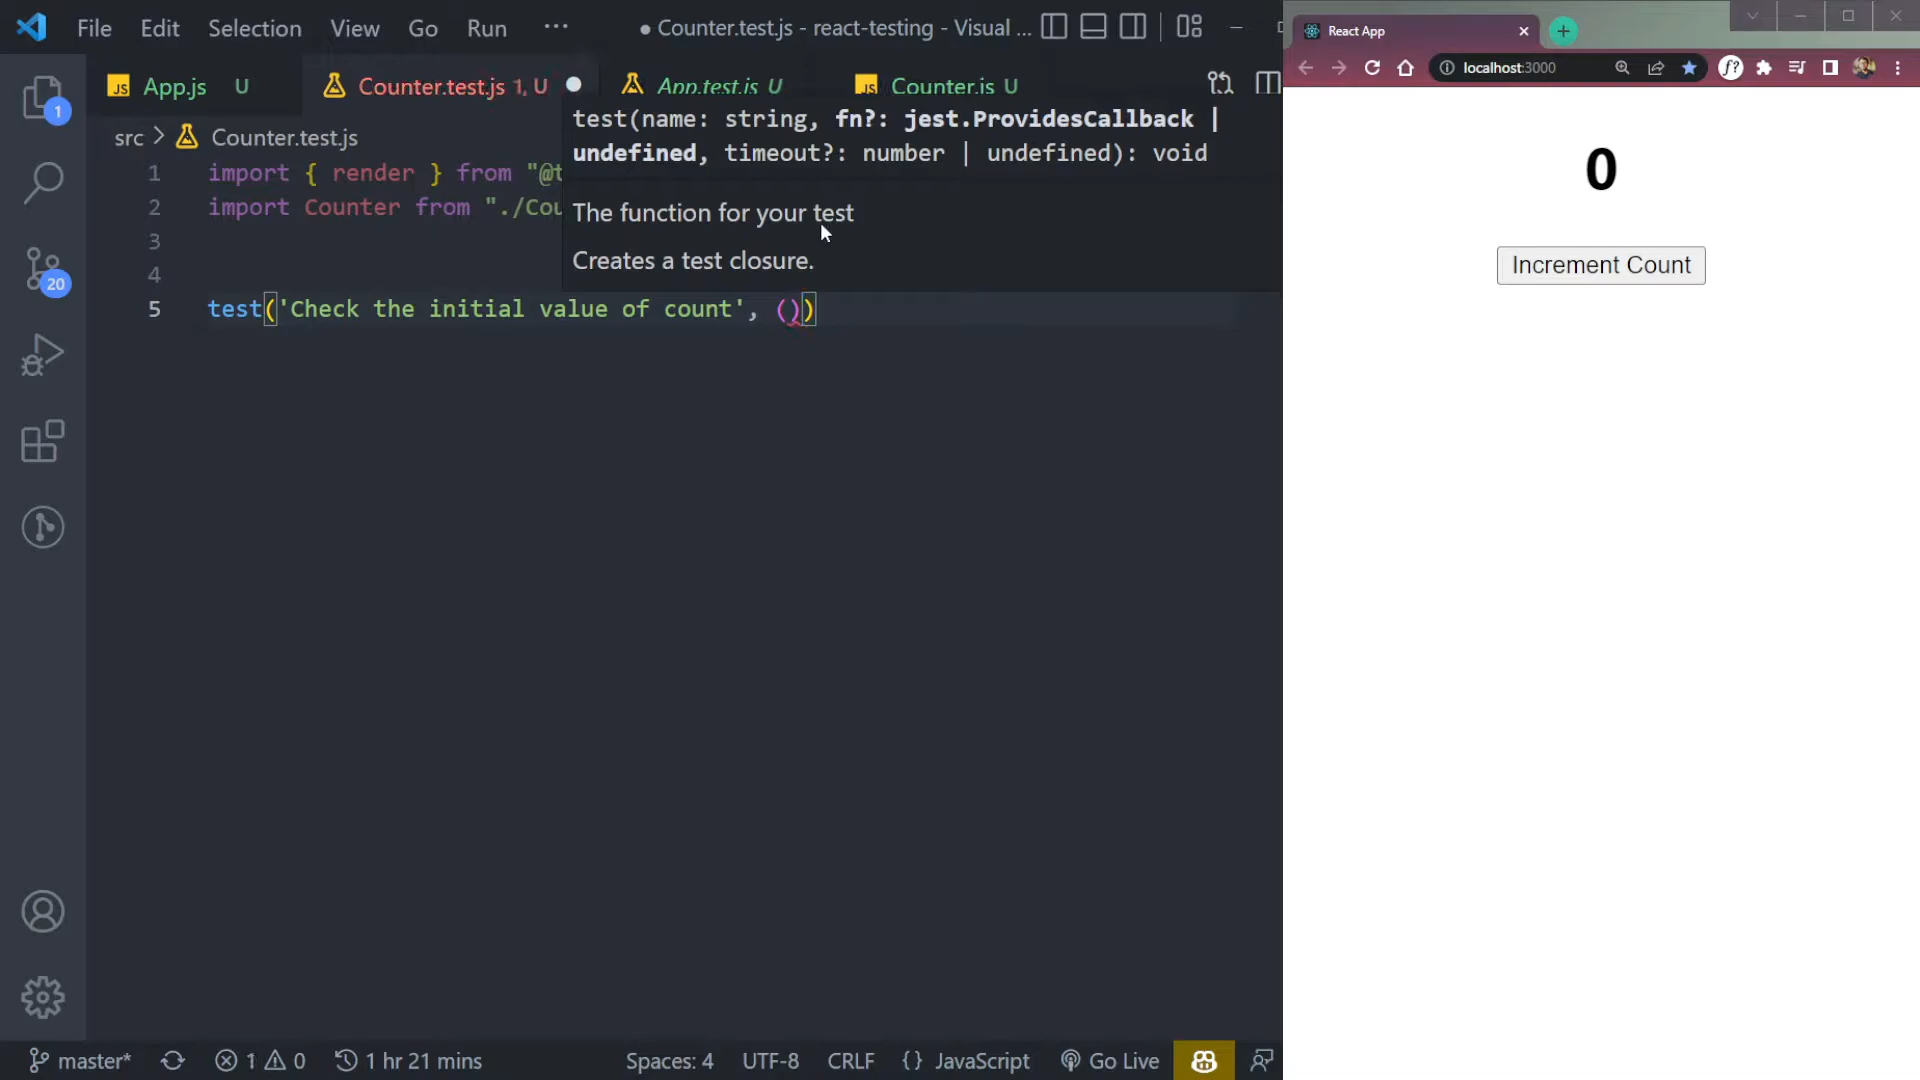 File Edit Selection View Go Run ··· ● Counter.test.js - react-testing - Visual ...
App.js U Counter.test.js 1, U App.test.js U Counter.js U
src > Counter.test.js
1 import { render } from "@t
2 import Counter from "./Cou
3
4
5 test('Check the initial value of count', ())
test(name: string, fn?: jest.ProvidesCallback |
undefined, timeout?: number | undefined): void
The function for your test
Creates a test closure.
1
20
master* 1 0 1 hr 21 mins Spaces: 4 UTF-8 CRLF {} JavaScript Go Live
React App
localhost:3000
f?
0
Increment Count